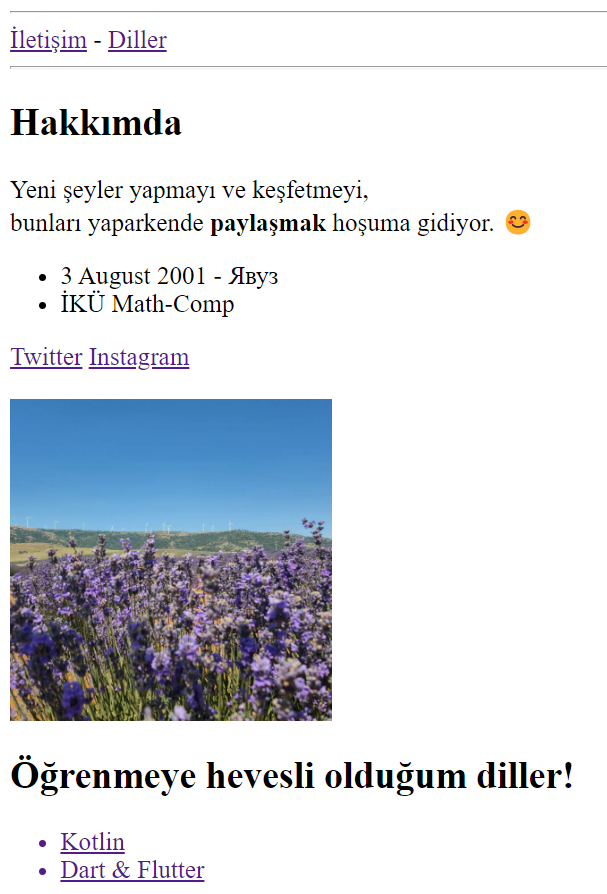 İletişim - Diller
Hakkımda
Yeni şeyler yapmayı ve keşfetmeyi,
bunları yaparkende paylaşmak hoşuma gidiyor. 😊
3 August 2001 - Явуз
İKÜ Math-Comp
Twitter Instagram
Öğrenmeye hevesli olduğum diller!
Kotlin
Dart & Flutter